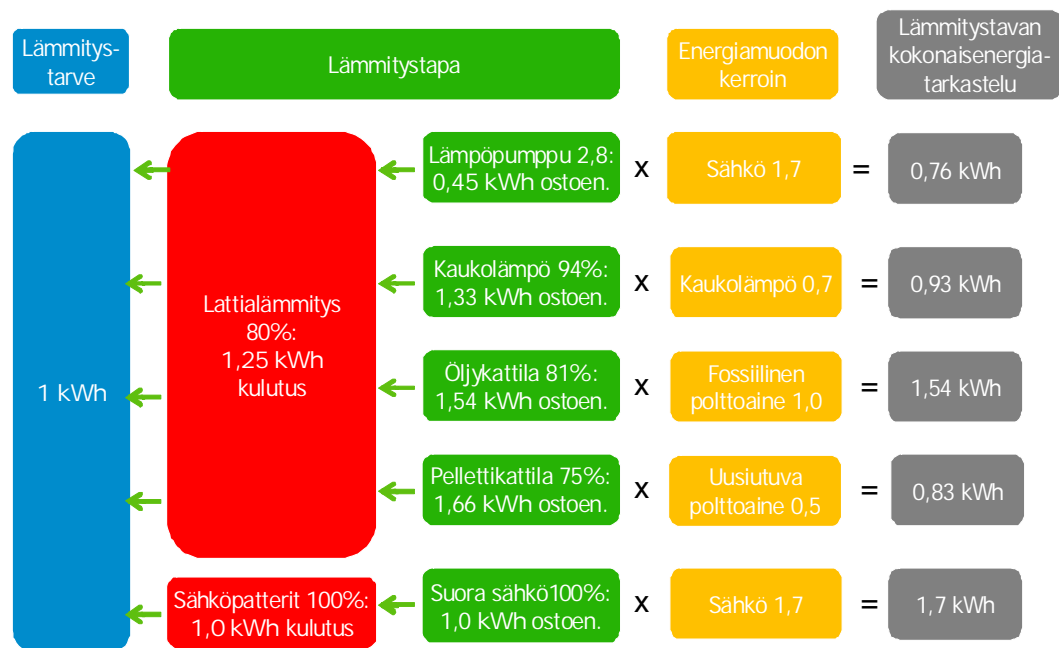 Lämmitys-
tarve
Lämmitystapa
Energiamuodon
kerroin
Lämmitystavan
kokonaisenergia-
tarkastelu
1 kWh
Lattialämmitys
80%:
1,25 kWh
kulutus
Lämpöpumppu 2,8:
0,45 kWh ostoen.
x
Sähkö 1,7
=
0,76 kWh
Kaukolämpö 94%:
1,33 kWh ostoen.
x
Kaukolämpö 0,7
=
0,93 kWh
Öljykattila 81%:
1,54 kWh ostoen.
x
Fossiilinen
polttoaine 1,0
=
1,54 kWh
Pellettikattila 75%:
1,66 kWh ostoen.
x
Uusiutuva
polttoaine 0,5
=
0,83 kWh
Sähköpatterit 100%:
1,0 kWh kulutus
Suora sähkö100%:
1,0 kWh ostoen.
x
Sähkö 1,7
=
1,7 kWh